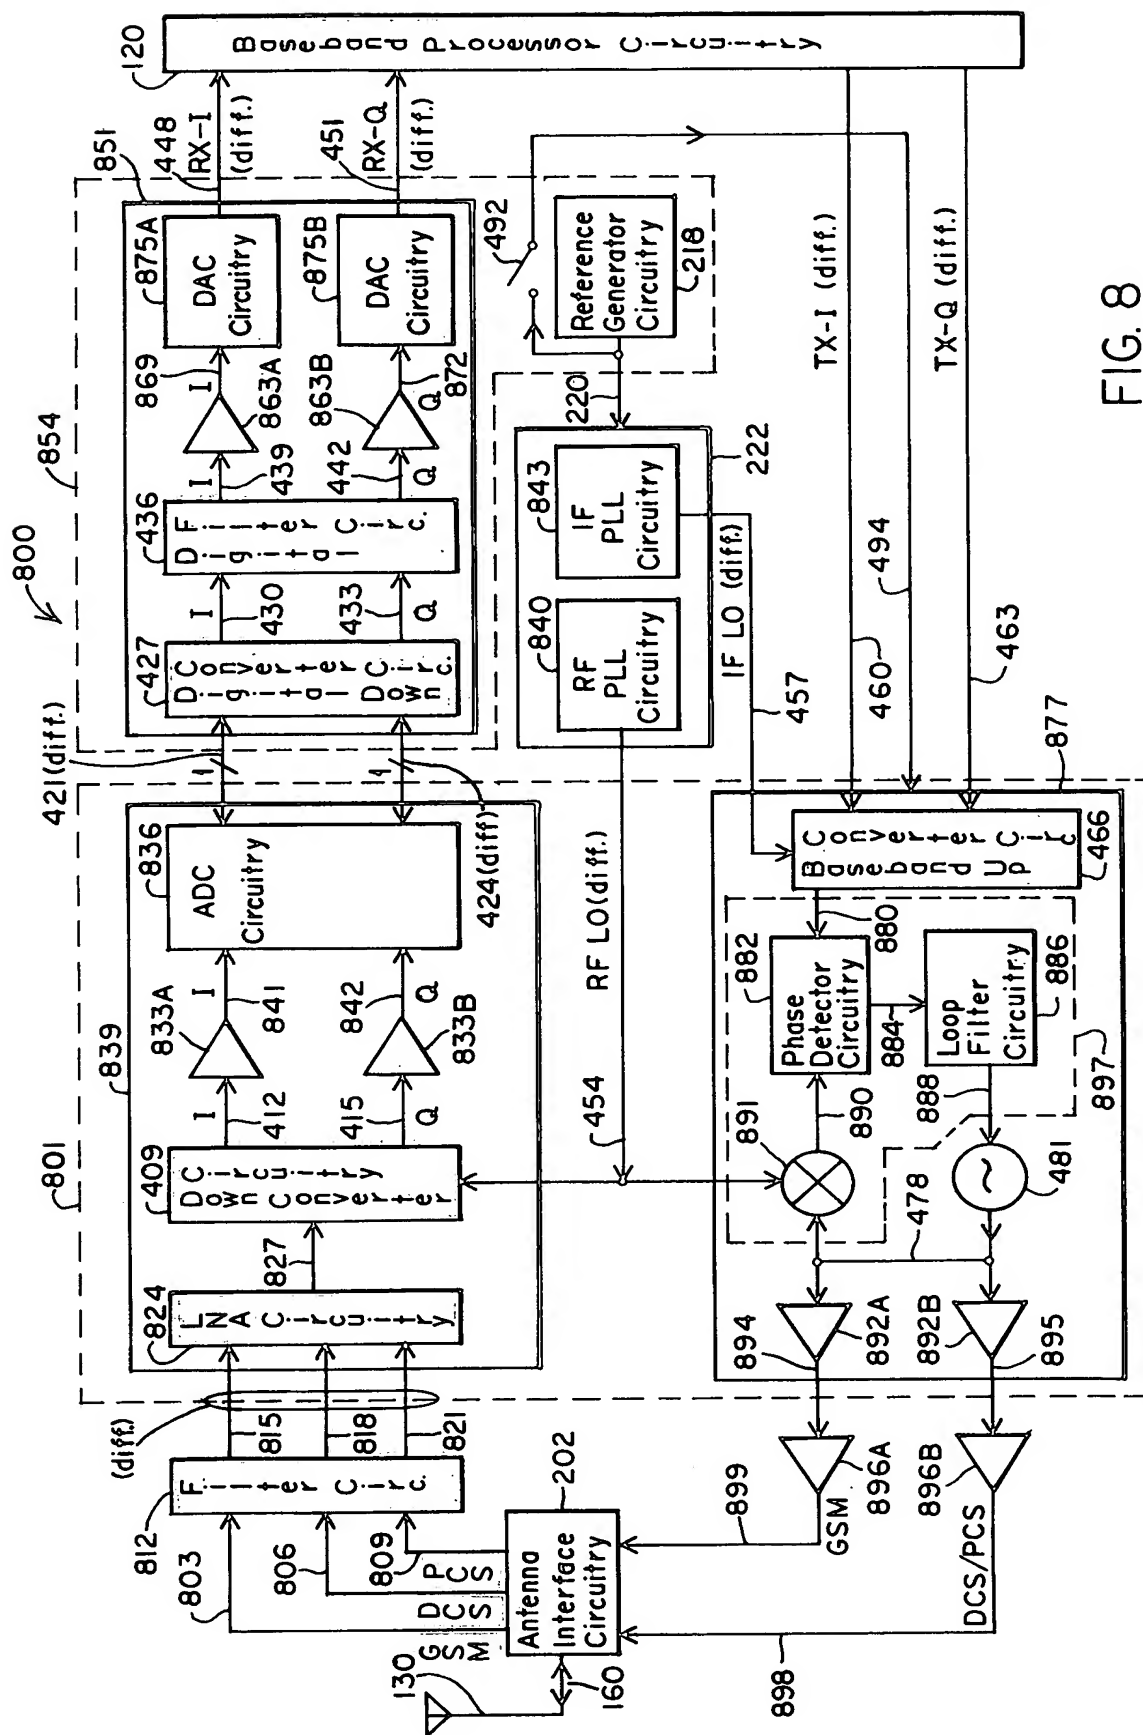 800
801
839
824
LNA Circuitry
827
409
Down Converter Circuitry
I
412
415
Q
833A
833B
I
841
842
Q
836
ADC Circuitry
421 (diff.)
424 (diff)
854
851
427
Digital Down Converter Circ.
I
430
433
Q
436
Digital Filter Circ.
I
439
442
Q
863A
863B
869
I
872
Q
875A
DAC Circuitry
875B
DAC Circuitry
448
RX-I
(diff.)
451
RX-Q
(diff.)
120
Baseband Processor Circuitry
812
Filter Circ.
(diff.)
815
818
821
803
806
809
GSM
DCS
PCS
130
160
202
Antenna Interface Circuitry
RF LO (diff.)
454
840
RF PLL Circuitry
843
IF PLL Circuitry
222
220
492
Reference Generator Circuitry
218
IF LO (diff.)
457
TX-I (diff.)
460
494
TX-Q (diff.)
463
877
Baseband Up Converter Circ
466
880
882
Phase Detector Circuitry
884
Loop Filter Circuitry
886
888
890
891
897
481
478
892A
892B
894
895
896A
896B
899
GSM
DCS/PCS
898
FIG. 8